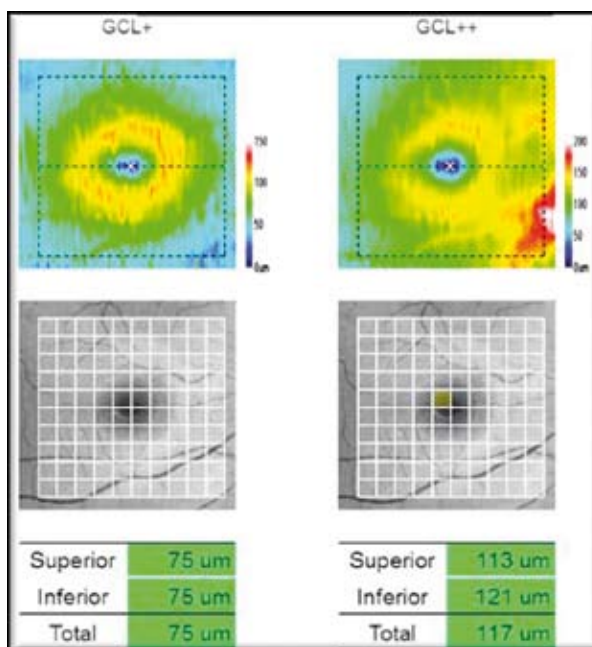 GCL+
GCL++
150
100
50
0um
200
150
100
50
0um
Superior 75 um
Inferior 75 um
Total 75 um
Superior 113 um
Inferior 121 um
Total 117 um